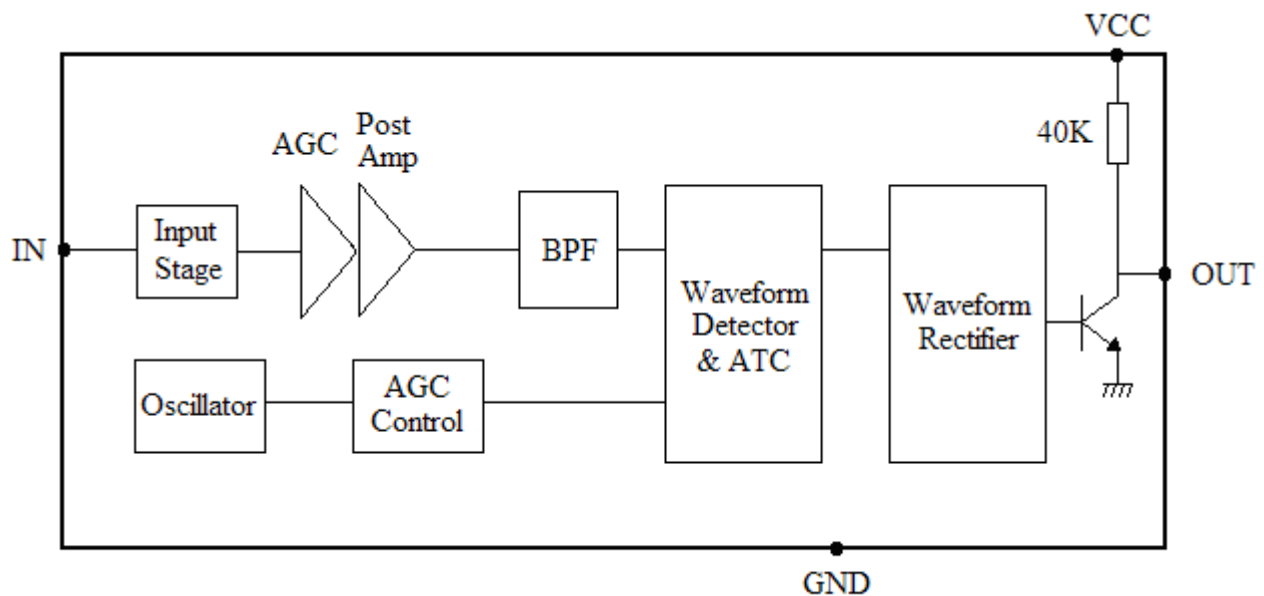 VCC
40K
AGC
Post
Amp
IN
Input
Stage
BPF
Waveform
Detector
& ATC
Waveform
Rectifier
OUT
Oscillator
AGC
Control
GND